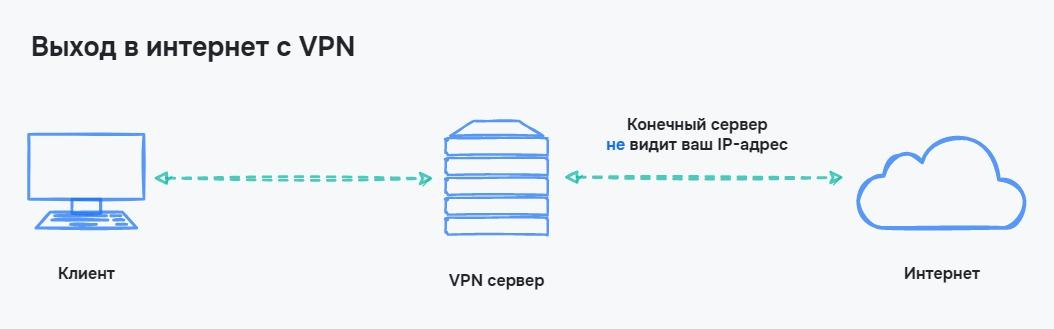 Выход в интернет с VPN
Конечный сервер
не видит ваш IP-адрес
Клиент
VPN сервер
Интернет